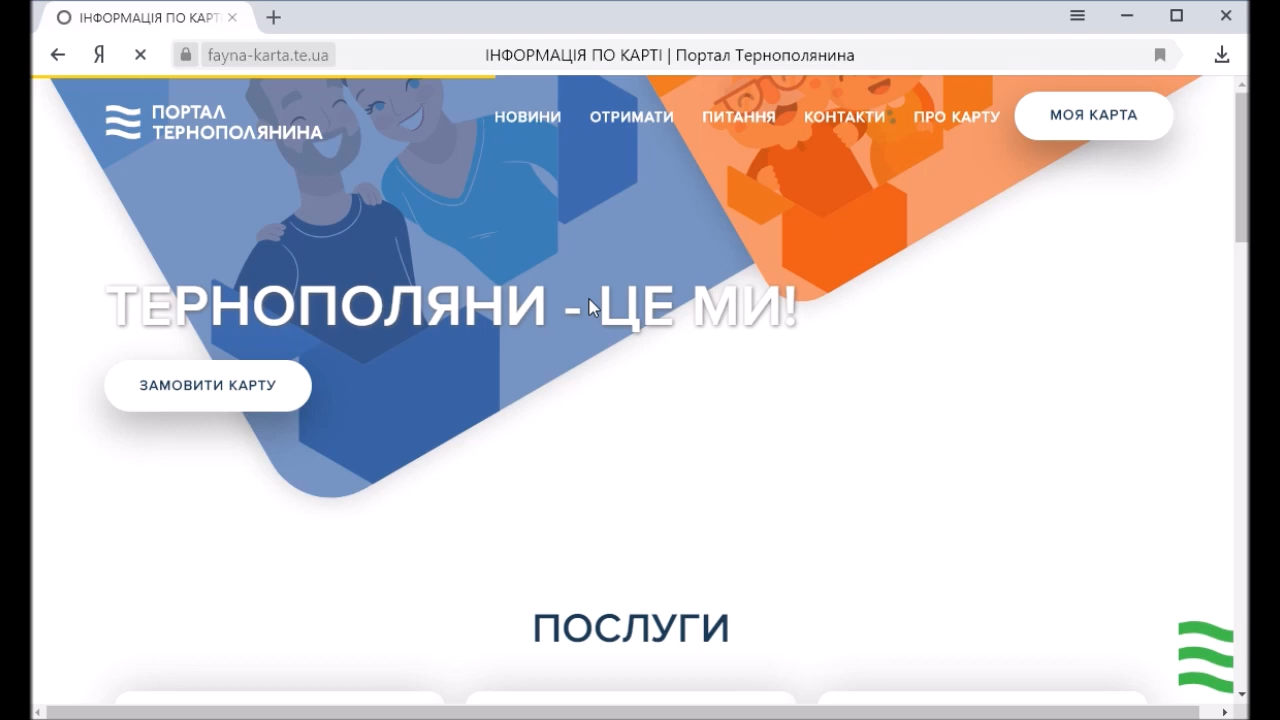 ІНФОРМАЦІЯ ПО КАРТ
Я
fayna-karta.te.ua
ІНФОРМАЦІЯ ПО КАРТІ | Портал Тернополянина
ПОРТАЛ
ТЕРНОПОЛЯНИНА
НОВИНИ
ОТРИМАТИ
ПИТАННЯ
КОНТАКТИ
ПРО КАРТУ
МОЯ КАРТА
ТЕРНОПОЛЯНИ - ЦЕ МИ!
ЗАМОВИТИ КАРТУ
ПОСЛУГИ